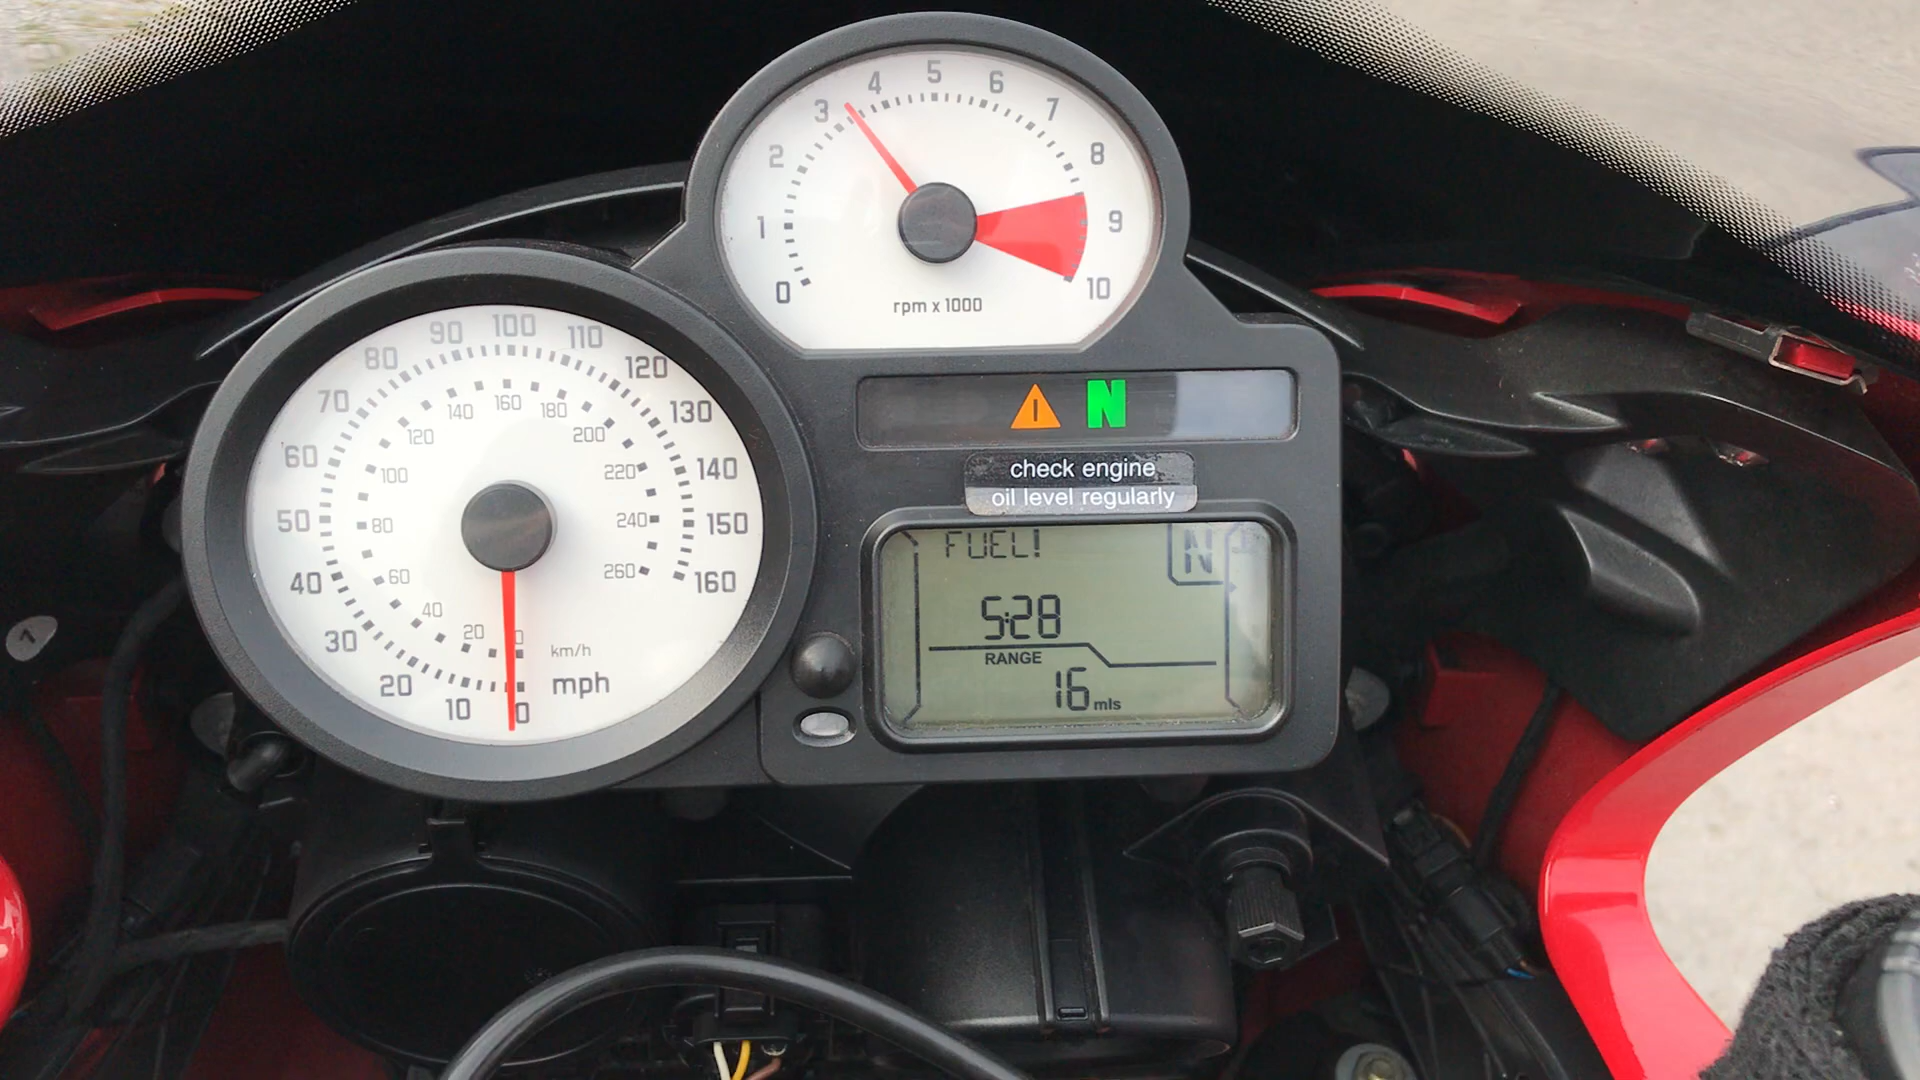 0 1 2 3 4 5 6 7 8 9 10
rpm x 1000
0 10 20 30 40 50 60 70 80 90 100 110 120 130 140 150 160
mph
0 20 40 60 80 100 120 140 160 180 200 220 240 260
km/h
N
check engine
oil level regularly
FUEL!
N
5:28
RANGE
16 mls